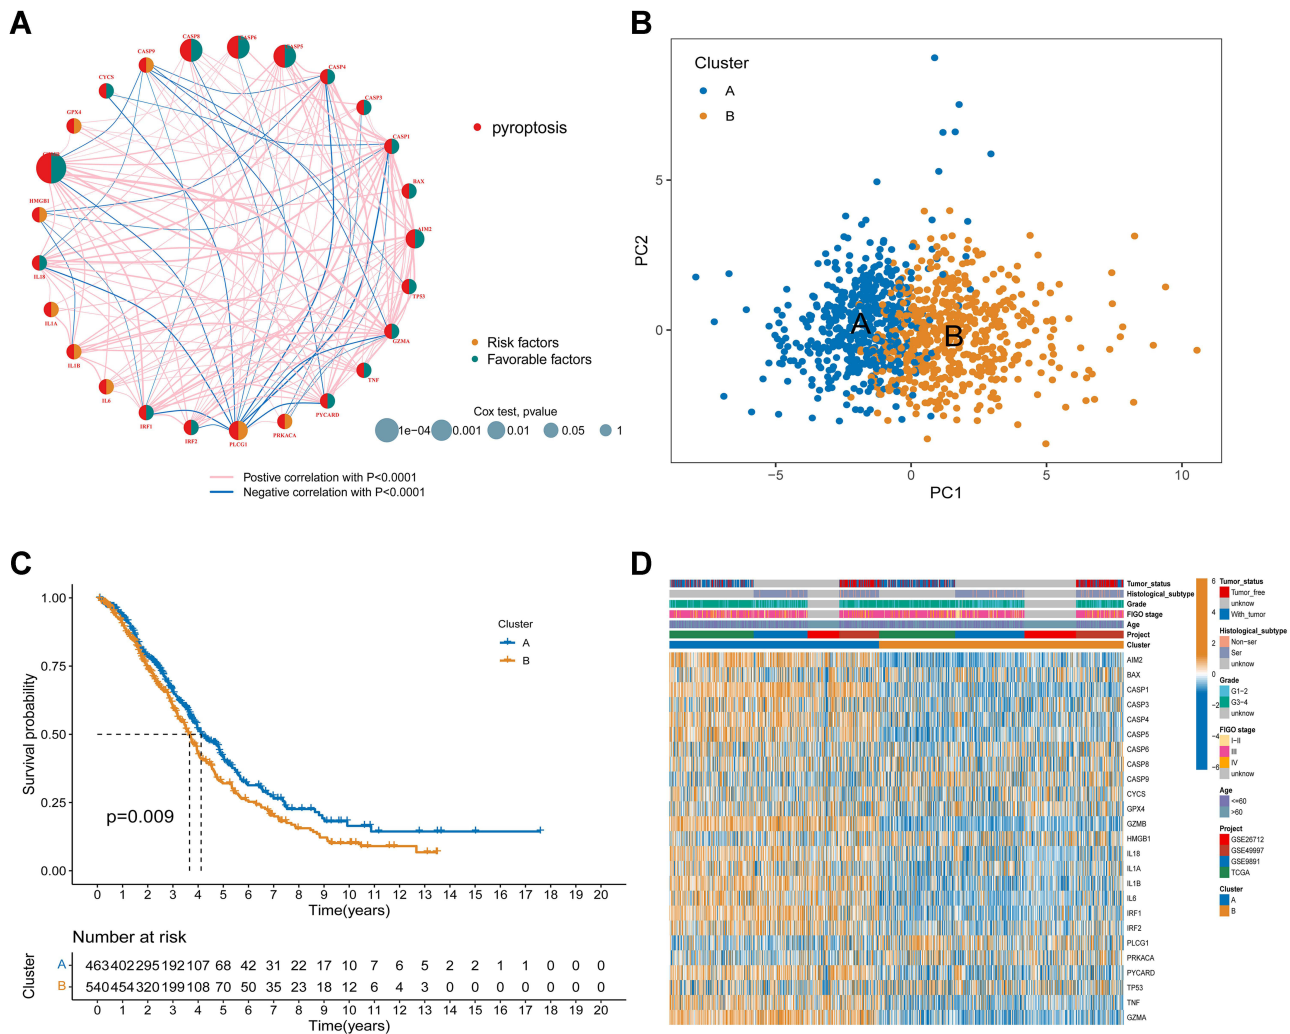 A
CASP8
CASP6
CASP5
CASP9
CASP4
CYCS
CASP3
GPX4
CASP1
pyroptosis
BAX
HMGB1
AIM2
IL18
TP53
IL1A
GZMA
Risk factors
Favorable factors
IL1B
TNF
IL6
PYCARD
IRF1
IRF2
PLCG1
PRKACA
Cox test, pvalue
1e−04 0.001 0.01 0.05 1
Postive correlation with P<0.0001
Negative correlation with P<0.0001
B
Cluster
A
B
PC2
5
0
A
B
−5 0 5 10
PC1
C
Survival probability
1.00
0.75
0.50
0.25
0.00
Cluster
A
B
p=0.009
0 1 2 3 4 5 6 7 8 9 10 11 12 13 14 15 16 17 18 19 20
Time(years)
Number at risk
Cluster
A 463 402 295 192 107 68 42 31 22 17 10 7 6 5 2 2 1 1 0 0 0
B 540 454 320 199 108 70 50 35 23 18 12 6 4 3 0 0 0 0 0 0 0
0 1 2 3 4 5 6 7 8 9 10 11 12 13 14 15 16 17 18 19 20
Time(years)
D
Tumor_status
Histological_subtype
Grade
FIGO stage
Age
Project
Cluster
AIM2
BAX
CASP1
CASP3
CASP4
CASP5
CASP6
CASP8
CASP9
CYCS
GPX4
GZMB
HMGB1
IL18
IL1A
IL1B
IL6
IRF1
IRF2
PLCG1
PRKACA
PYCARD
TP53
TNF
GZMA
6
4
2
0
−2
−4
−6
Tumor_status
Tumor_free
unknow
With_tumor
Histological_subtype
Non−ser
Ser
unknow
Grade
G1−2
G3−4
unknow
FIGO stage
I−II
III
IV
unknow
Age
<=60
>60
Project
GSE26712
GSE49997
GSE9891
TCGA
Cluster
A
B